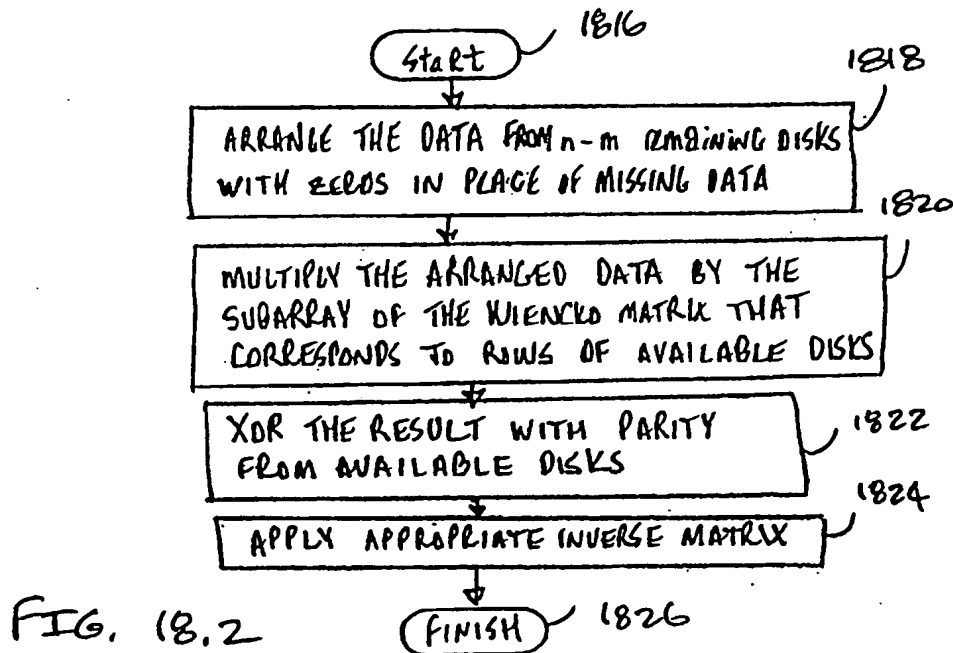 1816
Start
1818
ARRANGE THE DATA FROM n-m REMAINING DISKS
WITH ZEROS IN PLACE OF MISSING DATA
1820
MULTIPLY THE ARRANGED DATA BY THE
SUBARRAY OF THE WIENCKO MATRIX THAT
CORRESPONDS TO ROWS OF AVAILABLE DISKS
XOR THE RESULT WITH PARITY
FROM AVAILABLE DISKS
1822
1824
APPLY APPROPRIATE INVERSE MATRIX
FIG. 18.2
FINISH
1826